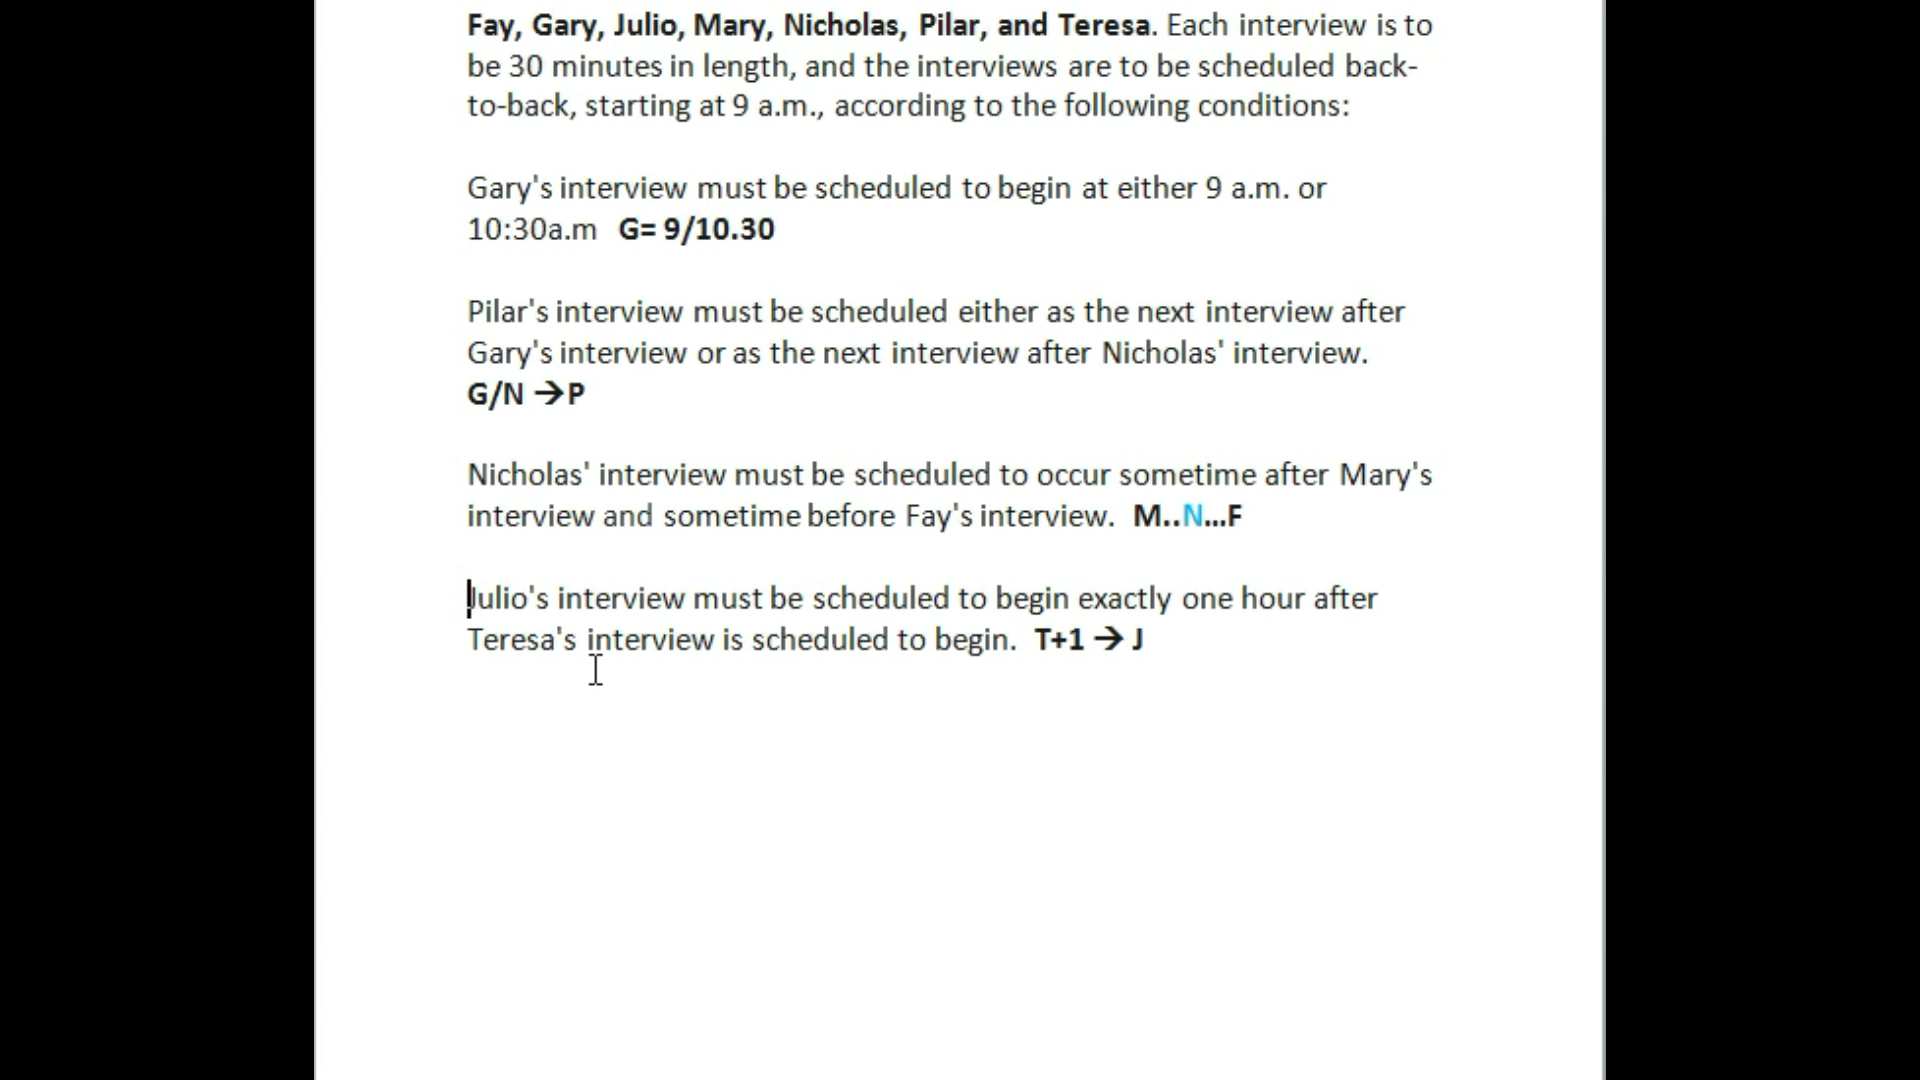 Fay, Gary, Julio, Mary, Nicholas, Pilar, and Teresa. Each interview is to
be 30 minutes in length, and the interviews are to be scheduled back-
to-back, starting at 9 a.m., according to the following conditions:
Gary's interview must be scheduled to begin at either 9 a.m. or
10:30a.m G= 9/10.30
Pilar's interview must be scheduled either as the next interview after
Gary's interview or as the next interview after Nicholas' interview.
G/N →P
Nicholas' interview must be scheduled to occur sometime after Mary's
interview and sometime before Fay's interview. M..N...F
Julio's interview must be scheduled to begin exactly one hour after
Teresa's interview is scheduled to begin. T+1 → J